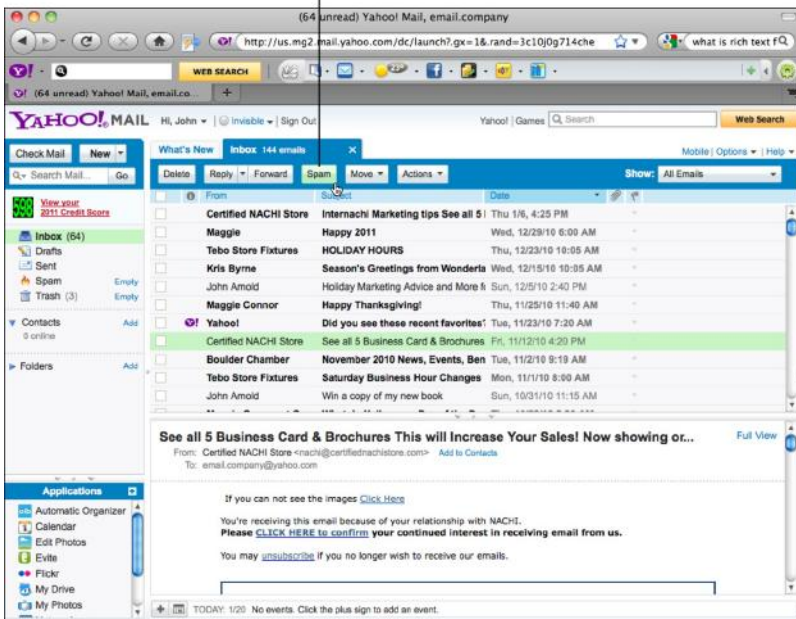 (64 unread) Yahoo! Mail, email.company
http://us.mg2.mail.yahoo.com/dc/launch?.gx=1&.rand=3c10j0g714che
what is rich text f
WEB SEARCH
(64 unread) Yahoo! Mail, email.co...
YAHOO! MAIL Hi, John Invisible Sign Out Yahoo! Games Search Web Search
Check Mail New What's New Inbox 144 emails Mobile | Options | Help
Search Mail... Go Delete Reply Forward Spam Move Actions Show: All Emails
From Subject Date
View your
2011 Credit Score
Inbox (64)
Drafts
Sent
Spam Empty
Trash (3) Empty
Contacts Add
0 online
Folders Add
Certified NACHI Store Internachi Marketing tips See all 5 Thu 1/6, 4:25 PM
Maggie Happy 2011 Wed, 12/29/10 6:00 AM
Tebo Store Fixtures HOLIDAY HOURS Thu, 12/23/10 10:05 AM
Kris Byrne Season's Greetings from Wonderla Wed, 12/15/10 10:05 AM
John Arnold Holiday Marketing Advice and More f Sun, 12/5/10 2:40 PM
Maggie Connor Happy Thanksgiving! Thu, 11/25/10 11:40 AM
Yahoo! Did you see these recent favorites? Tue, 11/23/10 7:20 AM
Certified NACHI Store See all 5 Business Card & Brochures Fri, 11/12/10 4:20 PM
Boulder Chamber November 2010 News, Events, Ben Tue, 11/2/10 9:19 AM
Tebo Store Fixtures Saturday Business Hour Changes Mon, 11/1/10 8:00 AM
John Arnold Win a copy of my new book Sun, 10/31/10 11:15 AM
See all 5 Business Card & Brochures This will Increase Your Sales! Now showing or... Full View
From: Certified NACHI Store <nachi@certifiednachistore.com> Add to Contacts
To: email.company@yahoo.com
If you can not see the images Click Here
You're receiving this email because of your relationship with NACHI.
Please CLICK HERE to confirm your continued interest in receiving email from us.
You may unsubscribe if you no longer wish to receive our emails.
Applications
Automatic Organizer
Calendar
Edit Photos
Evite
Flickr
My Drive
My Photos
TODAY: 1/20 No events. Click the plus sign to add an event.